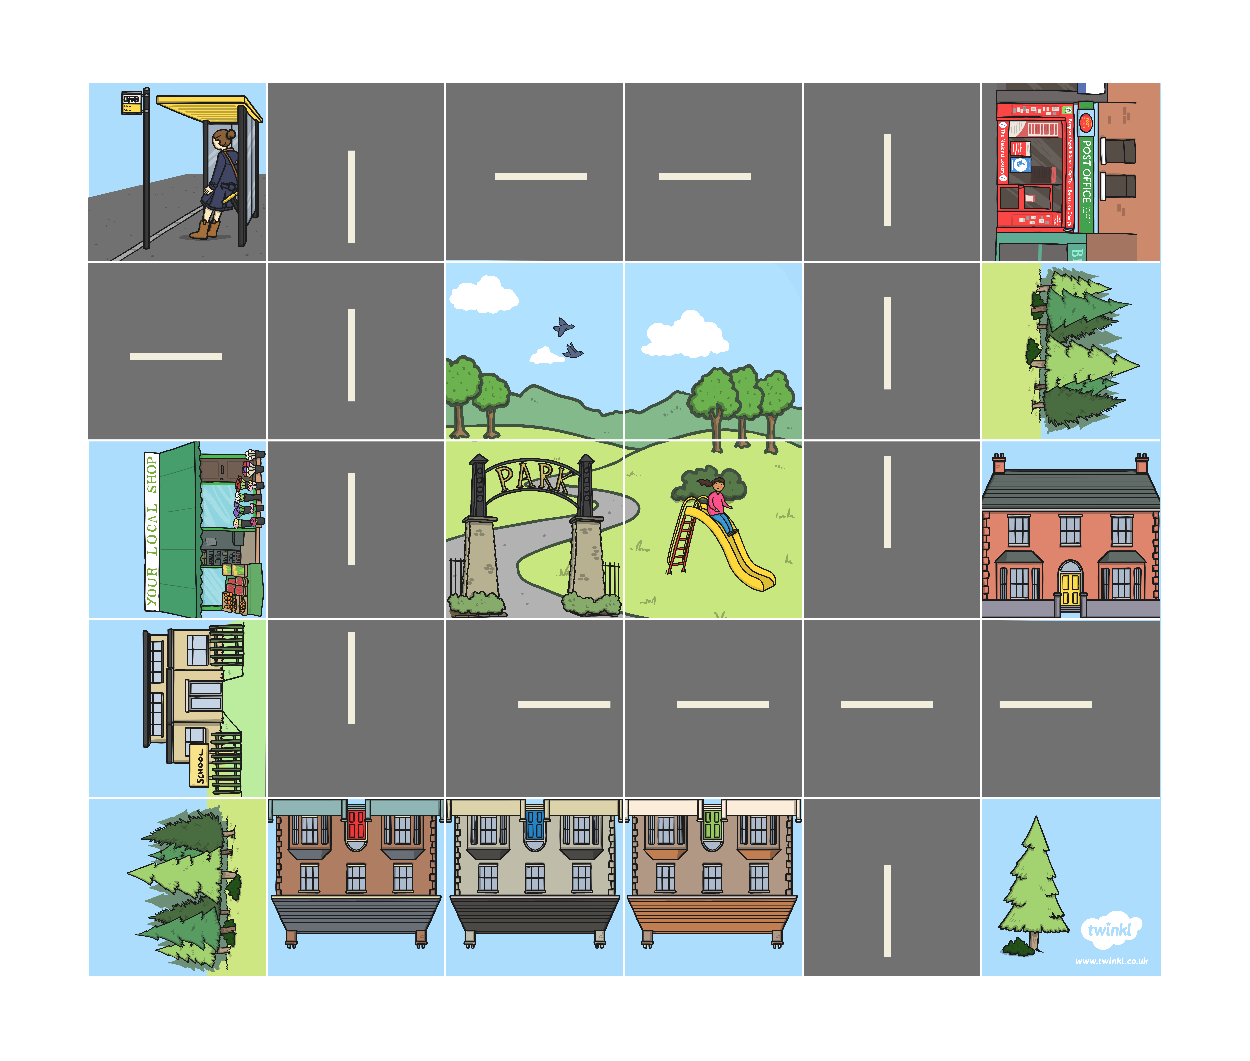 POST OFFICE
PARK
YOUR LOCAL SHOP
SCHOOL
twinkl
www.twinkl.co.uk